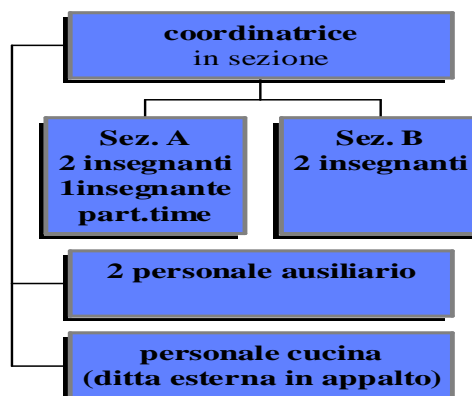 coordinatrice
in sezione
Sez. A
2 insegnanti
1insegnante
part.time
Sez. B
2 insegnanti
2 personale ausiliario
personale cucina
(ditta esterna in appalto)